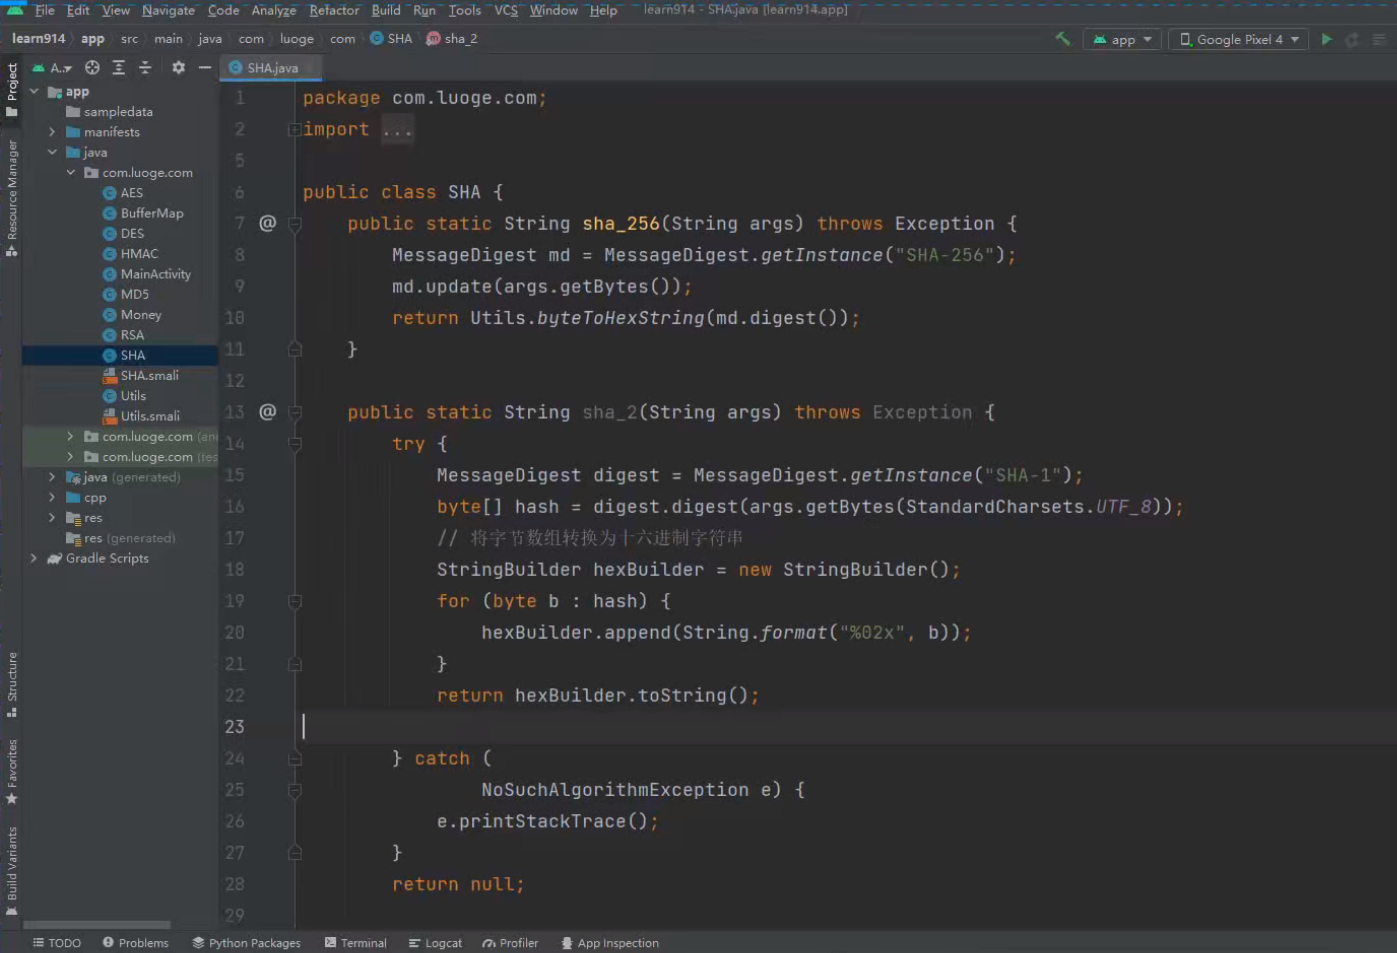 File Edit View Navigate Code Analyze Refactor Build Run Tools VCS Window Help learn914 - SHA.java [learn914.app]
learn914 app src main java com luoge com SHA sha_2 app Google Pixel 4
A.. SHA.java
Project
Resource Manager
Structure
Favorites
Build Variants
app
sampledata
manifests
java
com.luoge.com
AES
BufferMap
DES
HMAC
MainActivity
MD5
Money
RSA
SHA
SHA.smali
Utils
Utils.smali
com.luoge.com (an
com.luoge.com (tes
java (generated)
cpp
res
res (generated)
Gradle Scripts
1 package com.luoge.com;
2 import ...
5
6 public class SHA {
7 @ public static String sha_256(String args) throws Exception {
8 MessageDigest md = MessageDigest.getInstance("SHA-256");
9 md.update(args.getBytes());
10 return Utils.byteToHexString(md.digest());
11 }
12
13 @ public static String sha_2(String args) throws Exception {
14 try {
15 MessageDigest digest = MessageDigest.getInstance("SHA-1");
16 byte[] hash = digest.digest(args.getBytes(StandardCharsets.UTF_8));
17 // 将字节数组转换为十六进制字符串
18 StringBuilder hexBuilder = new StringBuilder();
19 for (byte b : hash) {
20 hexBuilder.append(String.format("%02x", b));
21 }
22 return hexBuilder.toString();
23
24 } catch (
25 NoSuchAlgorithmException e) {
26 e.printStackTrace();
27 }
28 return null;
29
TODO Problems Python Packages Terminal Logcat Profiler App Inspection